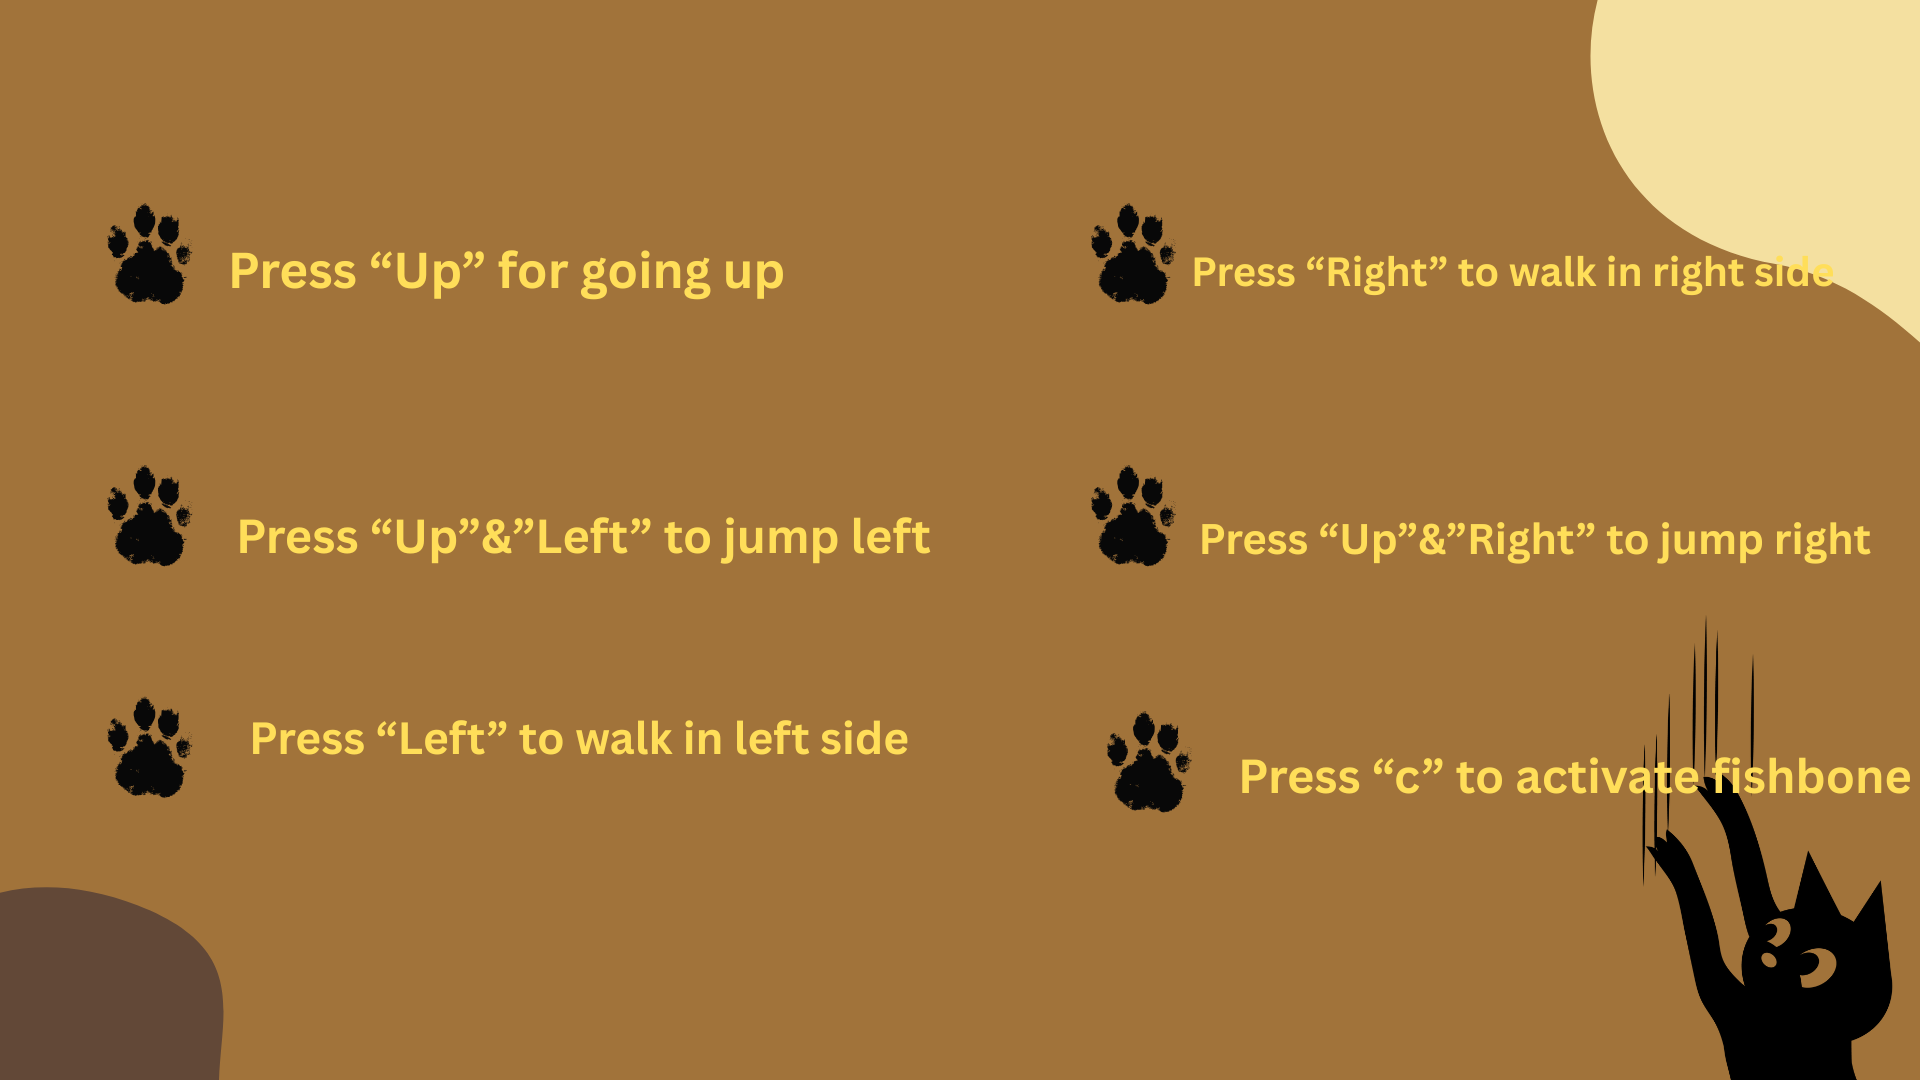 Press “Up” for going up
Press “Right” to walk in right side
Press “Up”&”Left” to jump left
Press “Up”&”Right” to jump right
Press “Left” to walk in left side
Press “c” to activate fishbone